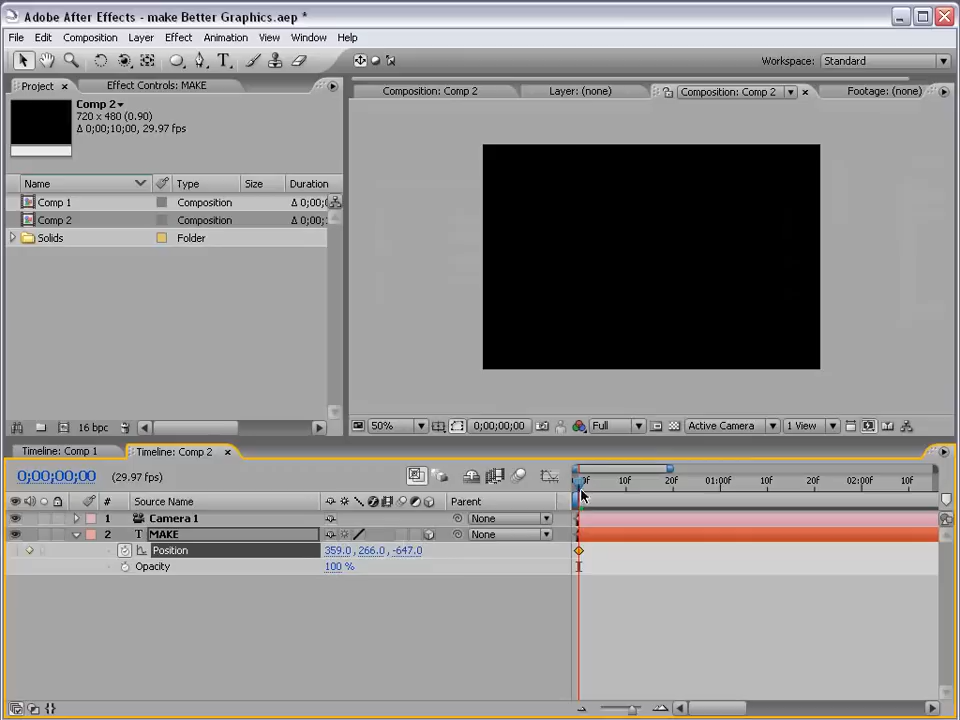 Adobe After Effects - make Better Graphics.aep *
File Edit Composition Layer Effect Animation View Window Help
Workspace: Standard
Project Effect Controls: MAKE
Composition: Comp 2 Layer: (none) Composition: Comp 2 Footage: (none)
Comp 2
720 x 480 (0.90)
Δ 0;00;10;00, 29.97 fps
Name Type Size Duration
Comp 1 Composition Δ 0;00;
Comp 2 Composition Δ 0;00;
Solids Folder
16 bpc
50% 0;00;00;00 Full Active Camera 1 View
Timeline: Comp 1 Timeline: Comp 2
0;00;00;00 (29.97 fps)
10F 20F 01:00F 10F 20F 02:00F 10F
# Source Name Parent
1 Camera 1 None
2 T MAKE None
Position 359.0, 266.0, -647.0
Opacity 100 %